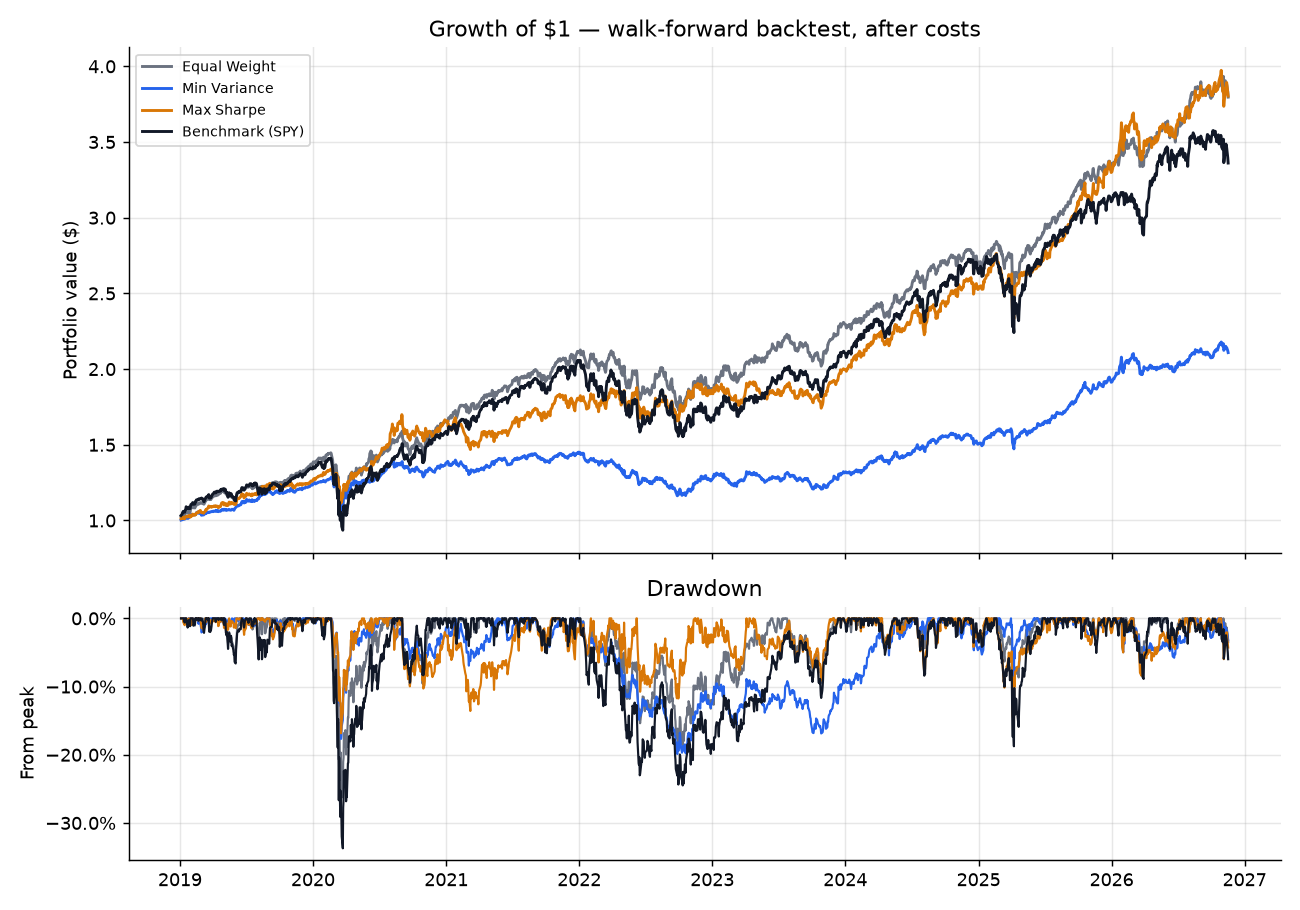 Growth of $1 — walk-forward backtest, after costs
Equal Weight
Min Variance
Max Sharpe
Benchmark (SPY)
Portfolio value ($)
4.0
3.5
3.0
2.5
2.0
1.5
1.0
Drawdown
From peak
0.0%
−10.0%
−20.0%
−30.0%
2019 2020 2021 2022 2023 2024 2025 2026 2027